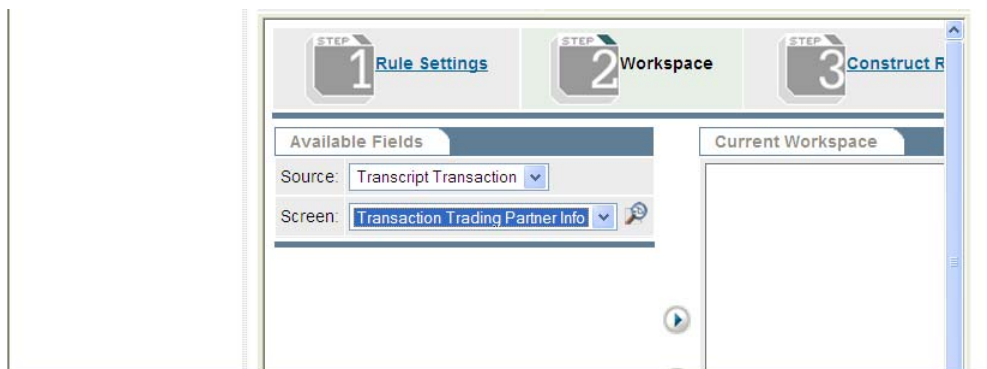 STEP 1 Rule Settings STEP 2 Workspace STEP 3 Construct R
Available Fields Current Workspace
Source: Transcript Transaction
Screen: Transaction Trading Partner Info